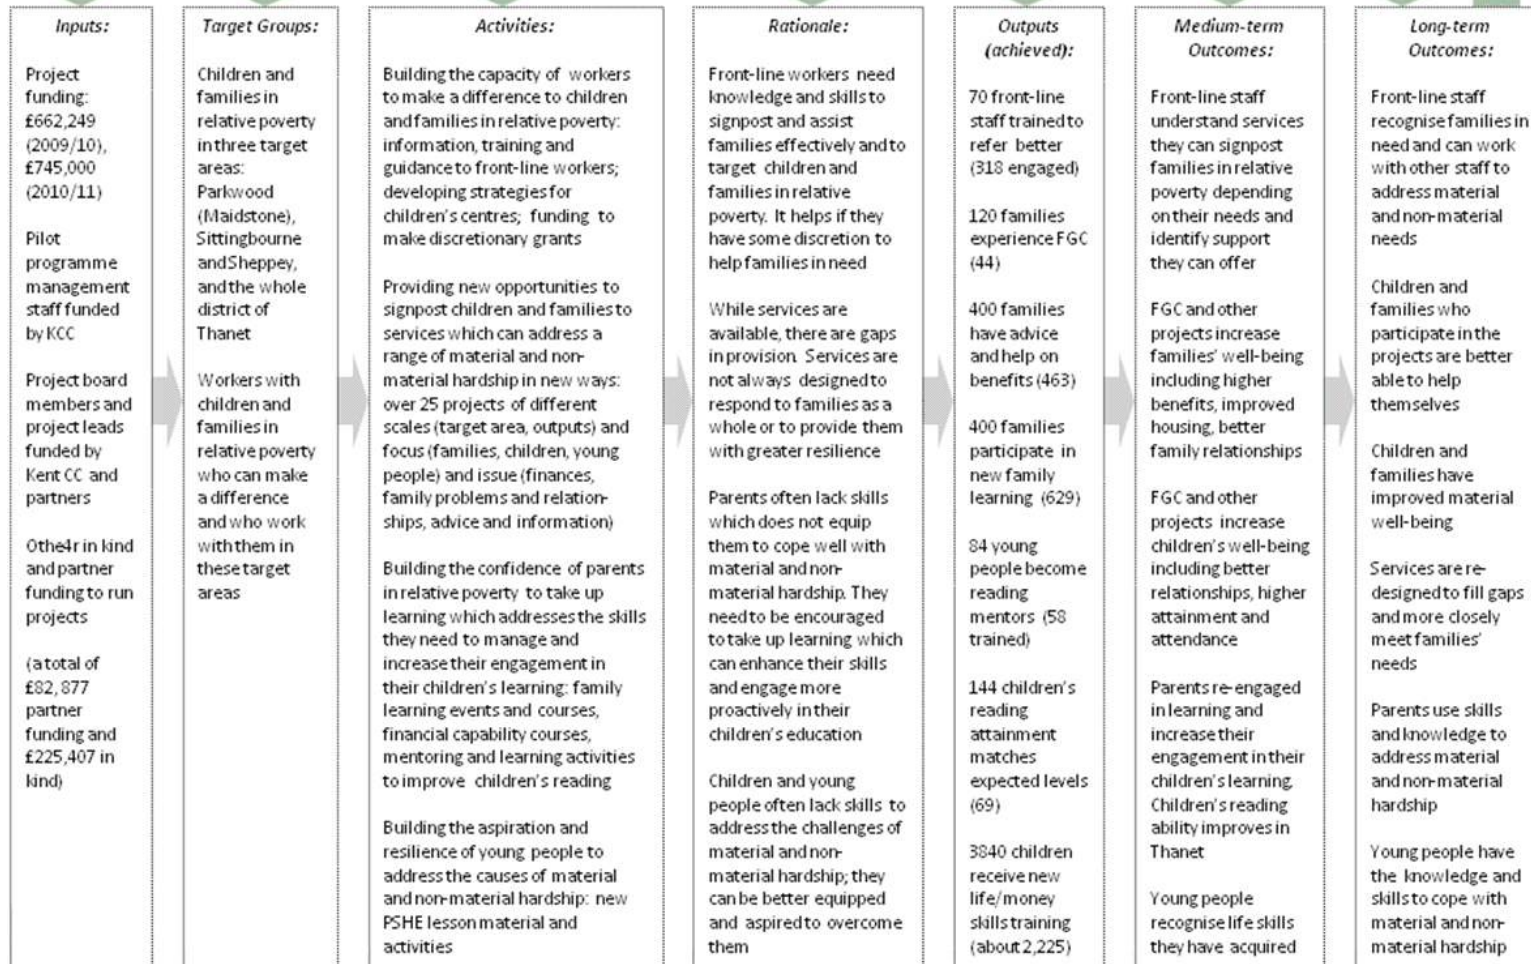 Inputs:
Project
funding:
£662,249
(2009/10),
£745,000
(2010/11)
Pilot
programme
management
staff funded
by KCC
Project board
members and
project leads
funded by
Kent CC and
partners
Othe4r in kind
and partner
funding to run
projects
(a total of
£82,877
partner
funding and
£225,407 in
kind)
Target Groups:
Children and
families in
relative poverty
in three target
areas:
Parkwood
(Maidstone),
Sittingbourne
and Sheppey,
and the whole
district of
Thanet
Workers with
children and
families in
relative poverty
who can make
a difference
and who work
with them in
these target
areas
Activities:
Building the capacity of workers
to make a difference to children
and families in relative poverty:
information, training and
guidance to front-line workers;
developing strategies for
children's centres; funding to
make discretionary grants
Providing new opportunities to
signpost children and families to
services which can address a
range of material and non-
material hardship in new ways:
over 25 projects of different
scales (target area, outputs) and
focus (families, children, young
people) and issue (finances,
family problems and relation-
ships, advice and information)
Building the confidence of parents
in relative poverty to take up
learning which addresses the skills
they need to manage and
increase their engagement in
their children's learning: family
learning events and courses,
financial capability courses,
mentoring and learning activities
to improve children's reading
Building the aspiration and
resilience of young people to
address the causes of material
and non-material hardship: new
PSHE lesson material and
activities
Rationale:
Front-line workers need
knowledge and skills to
signpost and assist
families effectively and to
target children and
families in relative
poverty. It helps if they
have some discretion to
help families in need
While services are
available, there are gaps
in provision. Services are
not always designed to
respond to families as a
whole or to provide them
with greater resilience
Parents often lack skills
which does not equip
them to cope well with
material and non-
material hardship. They
need to be encouraged
to take up learning which
can enhance their skills
and engage more
proactively in their
children's education
Children and young
people often lack skills to
address the challenges of
material and non-
material hardship; they
can be better equipped
and aspired to overcome
them
Outputs
(achieved):
70 front-line
staff trained to
refer better
(318 engaged)
120 families
experience FGC
(44)
400 families
have advice
and help on
benefits (463)
400 families
participate in
new family
learning (629)
84 young
people become
reading
mentors (58
trained)
144 children's
reading
attainment
matches
expected levels
(69)
3840 children
receive new
life/money
skills training
(about 2,225)
Medium-term
Outcomes:
Front-line staff
understand services
they can signpost
families in relative
poverty depending
on their needs and
identify support
they can offer
FGC and other
projects increase
families' well-being
including higher
benefits, improved
housing, better
family relationships
FGC and other
projects increase
children's well-being
including better
relationships, higher
attainment and
attendance
Parents re-engaged
in learning and
increase their
engagement in their
children's learning.
Children's reading
ability improves in
Thanet
Young people
recognise life skills
they have acquired
Long-term
Outcomes:
Front-line staff
recognise families in
need and can work
with other staff to
address material
and non-material
needs
Children and
families who
participate in the
projects are better
able to help
themselves
Children and
families have
improved material
well-being
Services are re-
designed to fill gaps
and more closely
meet families'
needs
Parents use skills
and knowledge to
address material
and non-material
hardship
Young people have
the knowledge and
skills to cope with
material and non-
material hardship